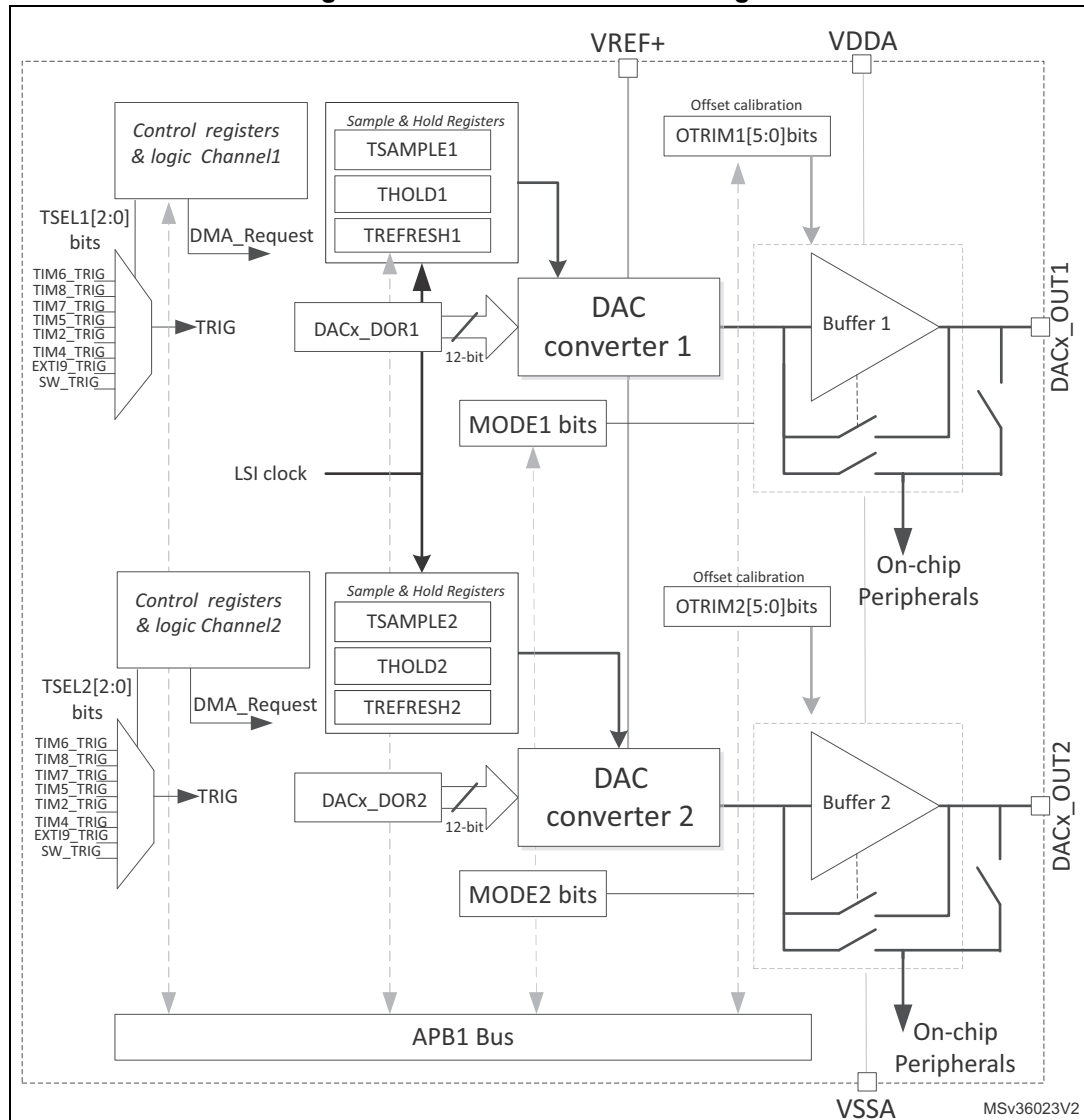 VREF+
VDDA
Control registers
& logic Channel1
Sample & Hold Registers
TSAMPLE1
THOLD1
TREFRESH1
Offset calibration
OTRIM1[5:0]bits
TSEL1[2:0]
bits
DMA_Request
TIM6_TRIG
TIM8_TRIG
TIM7_TRIG
TIM5_TRIG
TIM2_TRIG
TIM4_TRIG
EXTI9_TRIG
SW_TRIG
TRIG
DACx_DOR1
12-bit
DAC
converter 1
Buffer 1
DACx_OUT1
MODE1 bits
LSI clock
On-chip
Peripherals
Control registers
& logic Channel2
Sample & Hold Registers
TSAMPLE2
THOLD2
TREFRESH2
Offset calibration
OTRIM2[5:0]bits
TSEL2[2:0]
bits
DMA_Request
TIM6_TRIG
TIM8_TRIG
TIM7_TRIG
TIM5_TRIG
TIM2_TRIG
TIM4_TRIG
EXTI9_TRIG
SW_TRIG
TRIG
DACx_DOR2
12-bit
DAC
converter 2
Buffer 2
DACx_OUT2
MODE2 bits
On-chip
Peripherals
APB1 Bus
VSSA
MSv36023V2